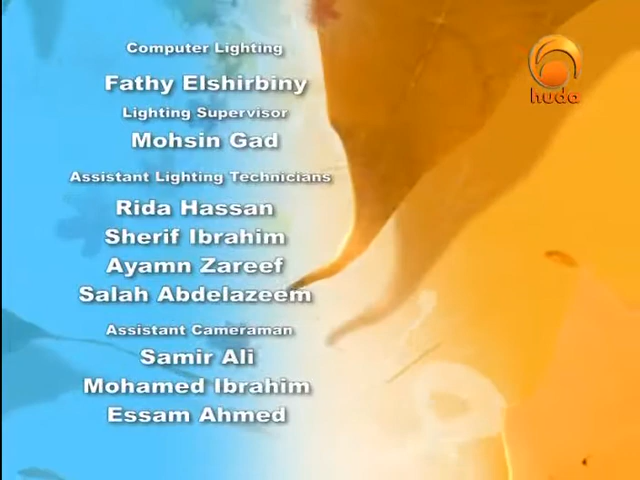 Computer Lighting
Fathy Elshirbiny
Lighting Supervisor
Mohsin Gad
Assistant Lighting Technicians
Rida Hassan
Sherif Ibrahim
Ayamn Zareef
Salah Abdelazeem
Assistant Cameraman
Samir Ali
Mohamed Ibrahim
Essam Ahmed
huda